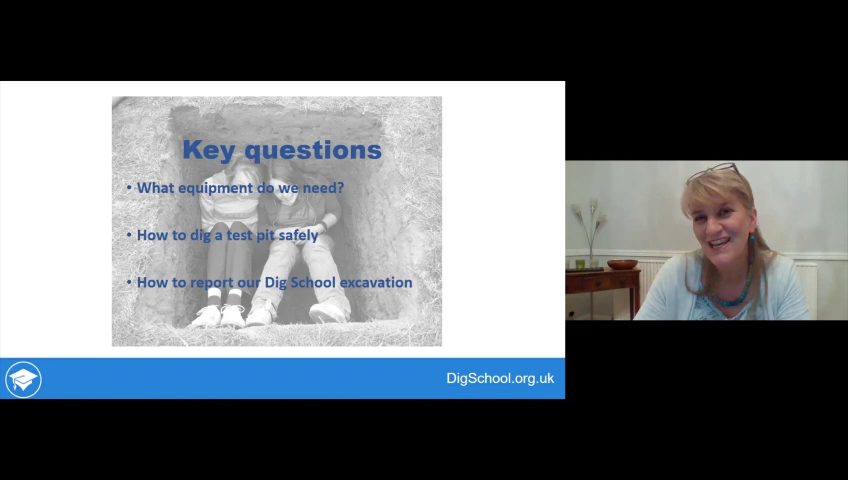 Key questions
• What equipment do we need?
• How to dig a test pit safely
• How to report our Dig School excavation
DigSchool.org.uk